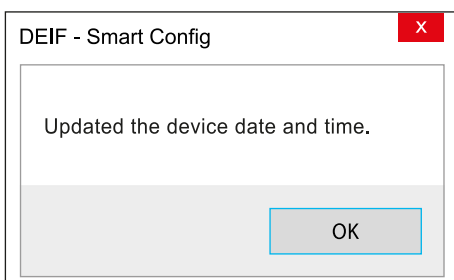 DEIF - Smart Config
x
Updated the device date and time.
OK